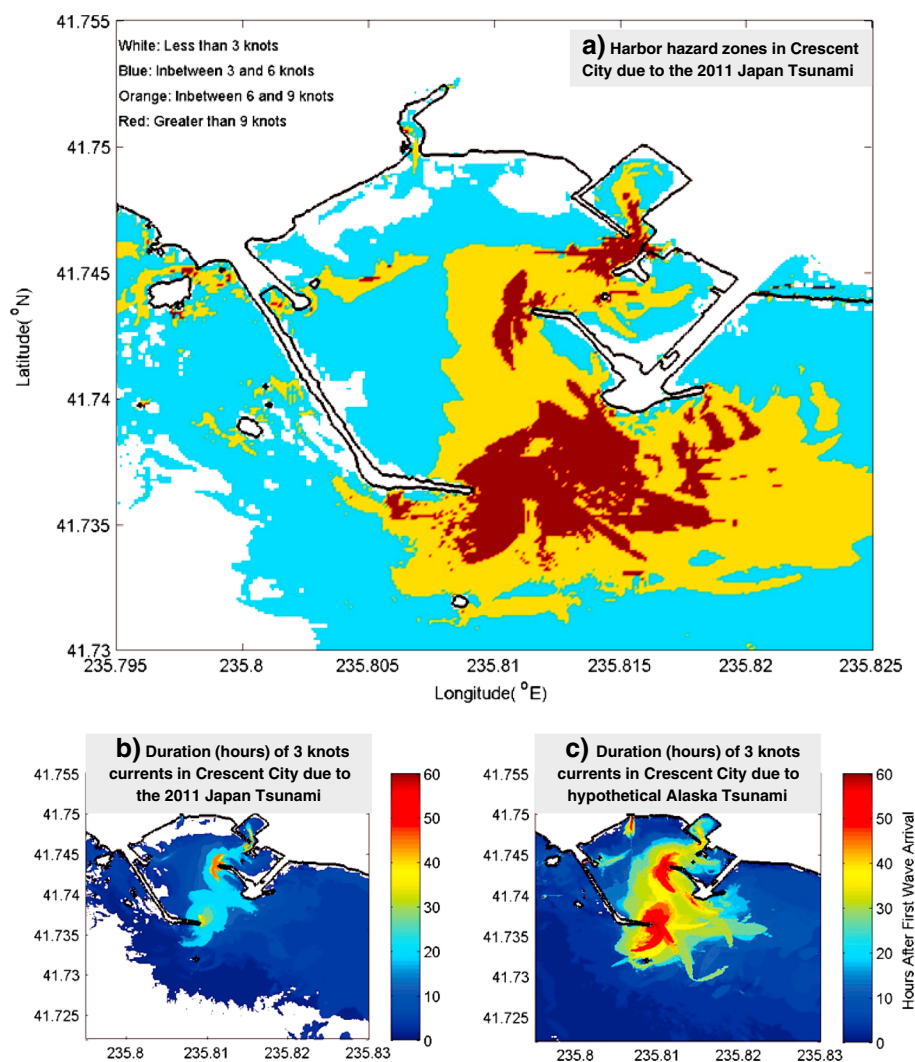 41.755
White: Less than 3 knots
Blue: Inbetween 3 and 6 knots
Orange: Inbetween 6 and 9 knots
Red: Greater than 9 knots
a) Harbor hazard zones in Crescent
City due to the 2011 Japan Tsunami
41.75
41.745
41.74
41.735
41.73
Latitude( °N)
235.795 235.8 235.805 235.81 235.815 235.82 235.825
Longitude( °E)
b) Duration (hours) of 3 knots
currents in Crescent City due to
the 2011 Japan Tsunami
41.755
41.75
41.745
41.74
41.735
41.73
41.725
235.8 235.81 235.82 235.83
60
50
40
30
20
10
0
c) Duration (hours) of 3 knots
currents in Crescent City due to
hypothetical Alaska Tsunami
41.755
41.75
41.745
41.74
41.735
41.73
41.725
235.8 235.81 235.82 235.83
60
50
40
30
20
10
0
Hours After First Wave Arrival